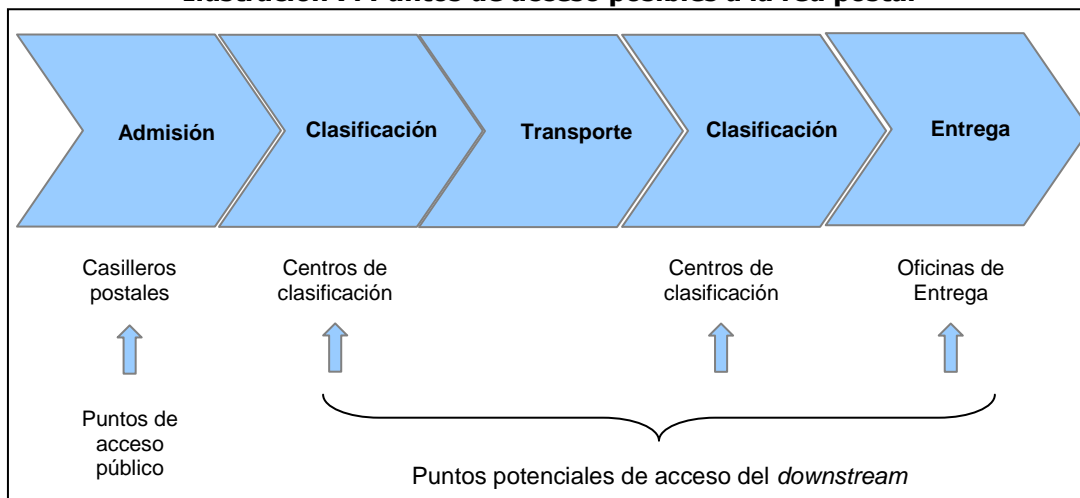 Ilustración Puntos de acceso posibles a la red postal
Admisión Clasificación Transporte Clasificación Entrega
Casilleros postales
Centros de clasificación
Centros de clasificación
Oficinas de Entrega
Puntos de
acceso
público
Puntos potenciales de acceso del downstream